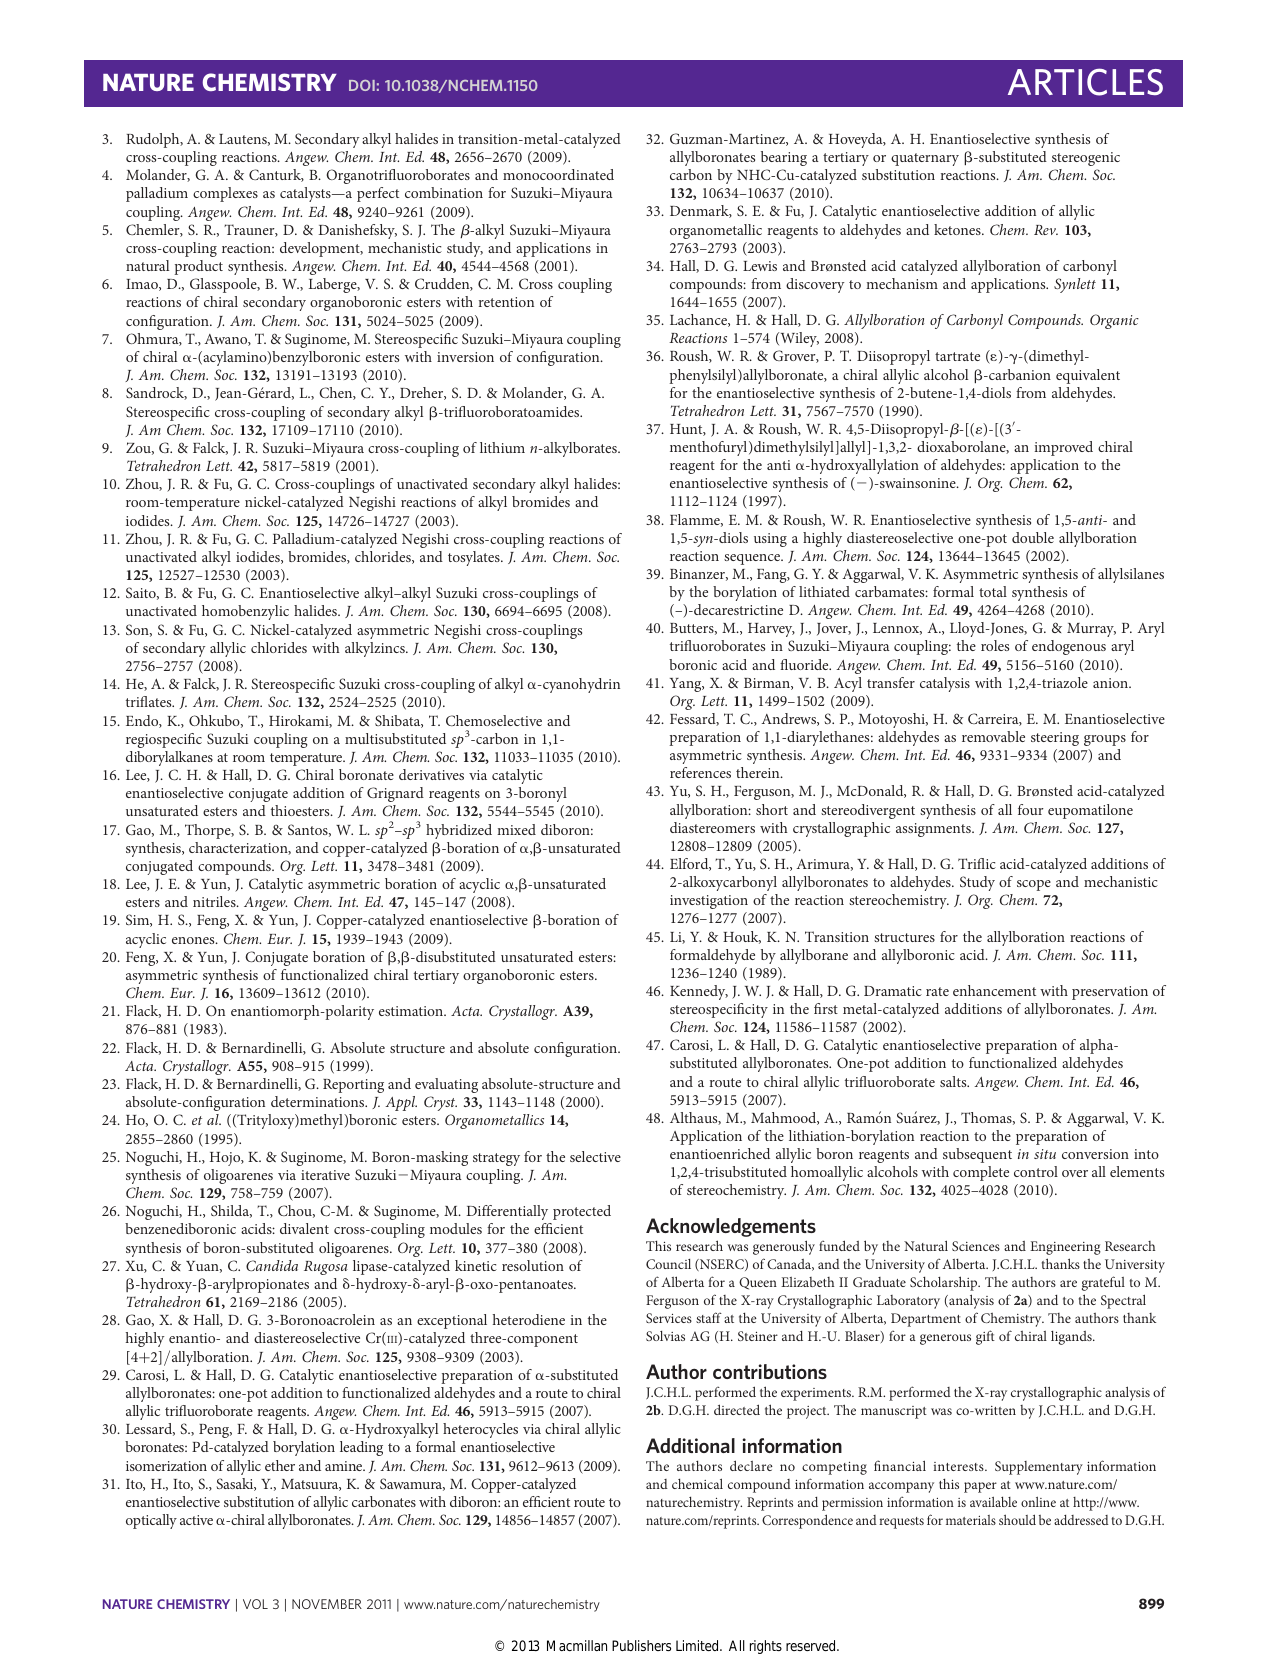 NATURE CHEMISTRY DOI: 10.1038/NCHEM.1150
ARTICLES
3. Rudolph, A. & Lautens, M. Secondary alkyl halides in transition-metal-catalyzed
cross-coupling reactions. Angew. Chem. Int. Ed. 48, 2656–2670 (2009).
4. Molander, G. A. & Canturk, B. Organotrifluoroborates and monocoordinated
palladium complexes as catalysts—a perfect combination for Suzuki–Miyaura
coupling. Angew. Chem. Int. Ed. 48, 9240–9261 (2009).
5. Chemler, S. R., Trauner, D. & Danishefsky, S. J. The β-alkyl Suzuki–Miyaura
cross-coupling reaction: development, mechanistic study, and applications in
natural product synthesis. Angew. Chem. Int. Ed. 40, 4544–4568 (2001).
6. Imao, D., Glasspoole, B. W., Laberge, V. S. & Crudden, C. M. Cross coupling
reactions of chiral secondary organoboronic esters with retention of
configuration. J. Am. Chem. Soc. 131, 5024–5025 (2009).
7. Ohmura, T., Awano, T. & Suginome, M. Stereospecific Suzuki–Miyaura coupling
of chiral α-(acylamino)benzylboronic esters with inversion of configuration.
J. Am. Chem. Soc. 132, 13191–13193 (2010).
8. Sandrock, D., Jean-Gérard, L., Chen, C. Y., Dreher, S. D. & Molander, G. A.
Stereospecific cross-coupling of secondary alkyl β-trifluoroboratoamides.
J. Am Chem. Soc. 132, 17109–17110 (2010).
9. Zou, G. & Falck, J. R. Suzuki–Miyaura cross-coupling of lithium n-alkylborates.
Tetrahedron Lett. 42, 5817–5819 (2001).
10. Zhou, J. R. & Fu, G. C. Cross-couplings of unactivated secondary alkyl halides:
room-temperature nickel-catalyzed Negishi reactions of alkyl bromides and
iodides. J. Am. Chem. Soc. 125, 14726–14727 (2003).
11. Zhou, J. R. & Fu, G. C. Palladium-catalyzed Negishi cross-coupling reactions of
unactivated alkyl iodides, bromides, chlorides, and tosylates. J. Am. Chem. Soc.
125, 12527–12530 (2003).
12. Saito, B. & Fu, G. C. Enantioselective alkyl–alkyl Suzuki cross-couplings of
unactivated homobenzylic halides. J. Am. Chem. Soc. 130, 6694–6695 (2008).
13. Son, S. & Fu, G. C. Nickel-catalyzed asymmetric Negishi cross-couplings
of secondary allylic chlorides with alkylzincs. J. Am. Chem. Soc. 130,
2756–2757 (2008).
14. He, A. & Falck, J. R. Stereospecific Suzuki cross-coupling of alkyl α-cyanohydrin
triflates. J. Am. Chem. Soc. 132, 2524–2525 (2010).
15. Endo, K., Ohkubo, T., Hirokami, M. & Shibata, T. Chemoselective and
regiospecific Suzuki coupling on a multisubstituted sp³-carbon in 1,1-
diborylalkanes at room temperature. J. Am. Chem. Soc. 132, 11033–11035 (2010).
16. Lee, J. C. H. & Hall, D. G. Chiral boronate derivatives via catalytic
enantioselective conjugate addition of Grignard reagents on 3-boronyl
unsaturated esters and thioesters. J. Am. Chem. Soc. 132, 5544–5545 (2010).
17. Gao, M., Thorpe, S. B. & Santos, W. L. sp²–sp³ hybridized mixed diboron:
synthesis, characterization, and copper-catalyzed β-boration of α,β-unsaturated
conjugated compounds. Org. Lett. 11, 3478–3481 (2009).
18. Lee, J. E. & Yun, J. Catalytic asymmetric boration of acyclic α,β-unsaturated
esters and nitriles. Angew. Chem. Int. Ed. 47, 145–147 (2008).
19. Sim, H. S., Feng, X. & Yun, J. Copper-catalyzed enantioselective β-boration of
acyclic enones. Chem. Eur. J. 15, 1939–1943 (2009).
20. Feng, X. & Yun, J. Conjugate boration of β,β-disubstituted unsaturated esters:
asymmetric synthesis of functionalized chiral tertiary organoboronic esters.
Chem. Eur. J. 16, 13609–13612 (2010).
21. Flack, H. D. On enantiomorph-polarity estimation. Acta. Crystallogr. A39,
876–881 (1983).
22. Flack, H. D. & Bernardinelli, G. Absolute structure and absolute configuration.
Acta. Crystallogr. A55, 908–915 (1999).
23. Flack, H. D. & Bernardinelli, G. Reporting and evaluating absolute-structure and
absolute-configuration determinations. J. Appl. Cryst. 33, 1143–1148 (2000).
24. Ho, O. C. et al. ((Trityloxy)methyl)boronic esters. Organometallics 14,
2855–2860 (1995).
25. Noguchi, H., Hojo, K. & Suginome, M. Boron-masking strategy for the selective
synthesis of oligoarenes via iterative Suzuki−Miyaura coupling. J. Am.
Chem. Soc. 129, 758–759 (2007).
26. Noguchi, H., Shilda, T., Chou, C-M. & Suginome, M. Differentially protected
benzenediboronic acids: divalent cross-coupling modules for the efficient
synthesis of boron-substituted oligoarenes. Org. Lett. 10, 377–380 (2008).
27. Xu, C. & Yuan, C. Candida Rugosa lipase-catalyzed kinetic resolution of
β-hydroxy-β-arylpropionates and δ-hydroxy-δ-aryl-β-oxo-pentanoates.
Tetrahedron 61, 2169–2186 (2005).
28. Gao, X. & Hall, D. G. 3-Boronoacrolein as an exceptional heterodiene in the
highly enantio- and diastereoselective Cr(III)-catalyzed three-component
[4+2]/allylboration. J. Am. Chem. Soc. 125, 9308–9309 (2003).
29. Carosi, L. & Hall, D. G. Catalytic enantioselective preparation of α-substituted
allylboronates: one-pot addition to functionalized aldehydes and a route to chiral
allylic trifluoroborate reagents. Angew. Chem. Int. Ed. 46, 5913–5915 (2007).
30. Lessard, S., Peng, F. & Hall, D. G. α-Hydroxyalkyl heterocycles via chiral allylic
boronates: Pd-catalyzed borylation leading to a formal enantioselective
isomerization of allylic ether and amine. J. Am. Chem. Soc. 131, 9612–9613 (2009).
31. Ito, H., Ito, S., Sasaki, Y., Matsuura, K. & Sawamura, M. Copper-catalyzed
enantioselective substitution of allylic carbonates with diboron: an efficient route to
optically active α-chiral allylboronates. J. Am. Chem. Soc. 129, 14856–14857 (2007).
32. Guzman-Martinez, A. & Hoveyda, A. H. Enantioselective synthesis of
allylboronates bearing a tertiary or quaternary β-substituted stereogenic
carbon by NHC-Cu-catalyzed substitution reactions. J. Am. Chem. Soc.
132, 10634–10637 (2010).
33. Denmark, S. E. & Fu, J. Catalytic enantioselective addition of allylic
organometallic reagents to aldehydes and ketones. Chem. Rev. 103,
2763–2793 (2003).
34. Hall, D. G. Lewis and Brønsted acid catalyzed allylboration of carbonyl
compounds: from discovery to mechanism and applications. Synlett 11,
1644–1655 (2007).
35. Lachance, H. & Hall, D. G. Allylboration of Carbonyl Compounds. Organic
Reactions 1–574 (Wiley, 2008).
36. Roush, W. R. & Grover, P. T. Diisopropyl tartrate (ε)-γ-(dimethyl-
phenylsilyl)allylboronate, a chiral allylic alcohol β-carbanion equivalent
for the enantioselective synthesis of 2-butene-1,4-diols from aldehydes.
Tetrahedron Lett. 31, 7567–7570 (1990).
37. Hunt, J. A. & Roush, W. R. 4,5-Diisopropyl-β-[(ε)-[(3′-
menthofuryl)dimethylsilyl]allyl]-1,3,2- dioxaborolane, an improved chiral
reagent for the anti α-hydroxyallylation of aldehydes: application to the
enantioselective synthesis of (−)-swainsonine. J. Org. Chem. 62,
1112–1124 (1997).
38. Flamme, E. M. & Roush, W. R. Enantioselective synthesis of 1,5-anti- and
1,5-syn-diols using a highly diastereoselective one-pot double allylboration
reaction sequence. J. Am. Chem. Soc. 124, 13644–13645 (2002).
39. Binanzer, M., Fang, G. Y. & Aggarwal, V. K. Asymmetric synthesis of allylsilanes
by the borylation of lithiated carbamates: formal total synthesis of
(–)-decarestrictine D. Angew. Chem. Int. Ed. 49, 4264–4268 (2010).
40. Butters, M., Harvey, J., Jover, J., Lennox, A., Lloyd-Jones, G. & Murray, P. Aryl
trifluoroborates in Suzuki–Miyaura coupling: the roles of endogenous aryl
boronic acid and fluoride. Angew. Chem. Int. Ed. 49, 5156–5160 (2010).
41. Yang, X. & Birman, V. B. Acyl transfer catalysis with 1,2,4-triazole anion.
Org. Lett. 11, 1499–1502 (2009).
42. Fessard, T. C., Andrews, S. P., Motoyoshi, H. & Carreira, E. M. Enantioselective
preparation of 1,1-diarylethanes: aldehydes as removable steering groups for
asymmetric synthesis. Angew. Chem. Int. Ed. 46, 9331–9334 (2007) and
references therein.
43. Yu, S. H., Ferguson, M. J., McDonald, R. & Hall, D. G. Brønsted acid-catalyzed
allylboration: short and stereodivergent synthesis of all four eupomatilone
diastereomers with crystallographic assignments. J. Am. Chem. Soc. 127,
12808–12809 (2005).
44. Elford, T., Yu, S. H., Arimura, Y. & Hall, D. G. Triflic acid-catalyzed additions of
2-alkoxycarbonyl allylboronates to aldehydes. Study of scope and mechanistic
investigation of the reaction stereochemistry. J. Org. Chem. 72,
1276–1277 (2007).
45. Li, Y. & Houk, K. N. Transition structures for the allylboration reactions of
formaldehyde by allylborane and allylboronic acid. J. Am. Chem. Soc. 111,
1236–1240 (1989).
46. Kennedy, J. W. J. & Hall, D. G. Dramatic rate enhancement with preservation of
stereospecificity in the first metal-catalyzed additions of allylboronates. J. Am.
Chem. Soc. 124, 11586–11587 (2002).
47. Carosi, L. & Hall, D. G. Catalytic enantioselective preparation of alpha-
substituted allylboronates. One-pot addition to functionalized aldehydes
and a route to chiral allylic trifluoroborate salts. Angew. Chem. Int. Ed. 46,
5913–5915 (2007).
48. Althaus, M., Mahmood, A., Ramón Suárez, J., Thomas, S. P. & Aggarwal, V. K.
Application of the lithiation-borylation reaction to the preparation of
enantioenriched allylic boron reagents and subsequent in situ conversion into
1,2,4-trisubstituted homoallylic alcohols with complete control over all elements
of stereochemistry. J. Am. Chem. Soc. 132, 4025–4028 (2010).
Acknowledgements
This research was generously funded by the Natural Sciences and Engineering Research
Council (NSERC) of Canada, and the University of Alberta. J.C.H.L. thanks the University
of Alberta for a Queen Elizabeth II Graduate Scholarship. The authors are grateful to M.
Ferguson of the X-ray Crystallographic Laboratory (analysis of 2a) and to the Spectral
Services staff at the University of Alberta, Department of Chemistry. The authors thank
Solvias AG (H. Steiner and H.-U. Blaser) for a generous gift of chiral ligands.
Author contributions
J.C.H.L. performed the experiments. R.M. performed the X-ray crystallographic analysis of
2b. D.G.H. directed the project. The manuscript was co-written by J.C.H.L. and D.G.H.
Additional information
The authors declare no competing financial interests. Supplementary information
and chemical compound information accompany this paper at www.nature.com/
naturechemistry. Reprints and permission information is available online at http://www.
nature.com/reprints. Correspondence and requests for materials should be addressed to D.G.H.
NATURE CHEMISTRY | VOL 3 | NOVEMBER 2011 | www.nature.com/naturechemistry
899
© 2013 Macmillan Publishers Limited. All rights reserved.